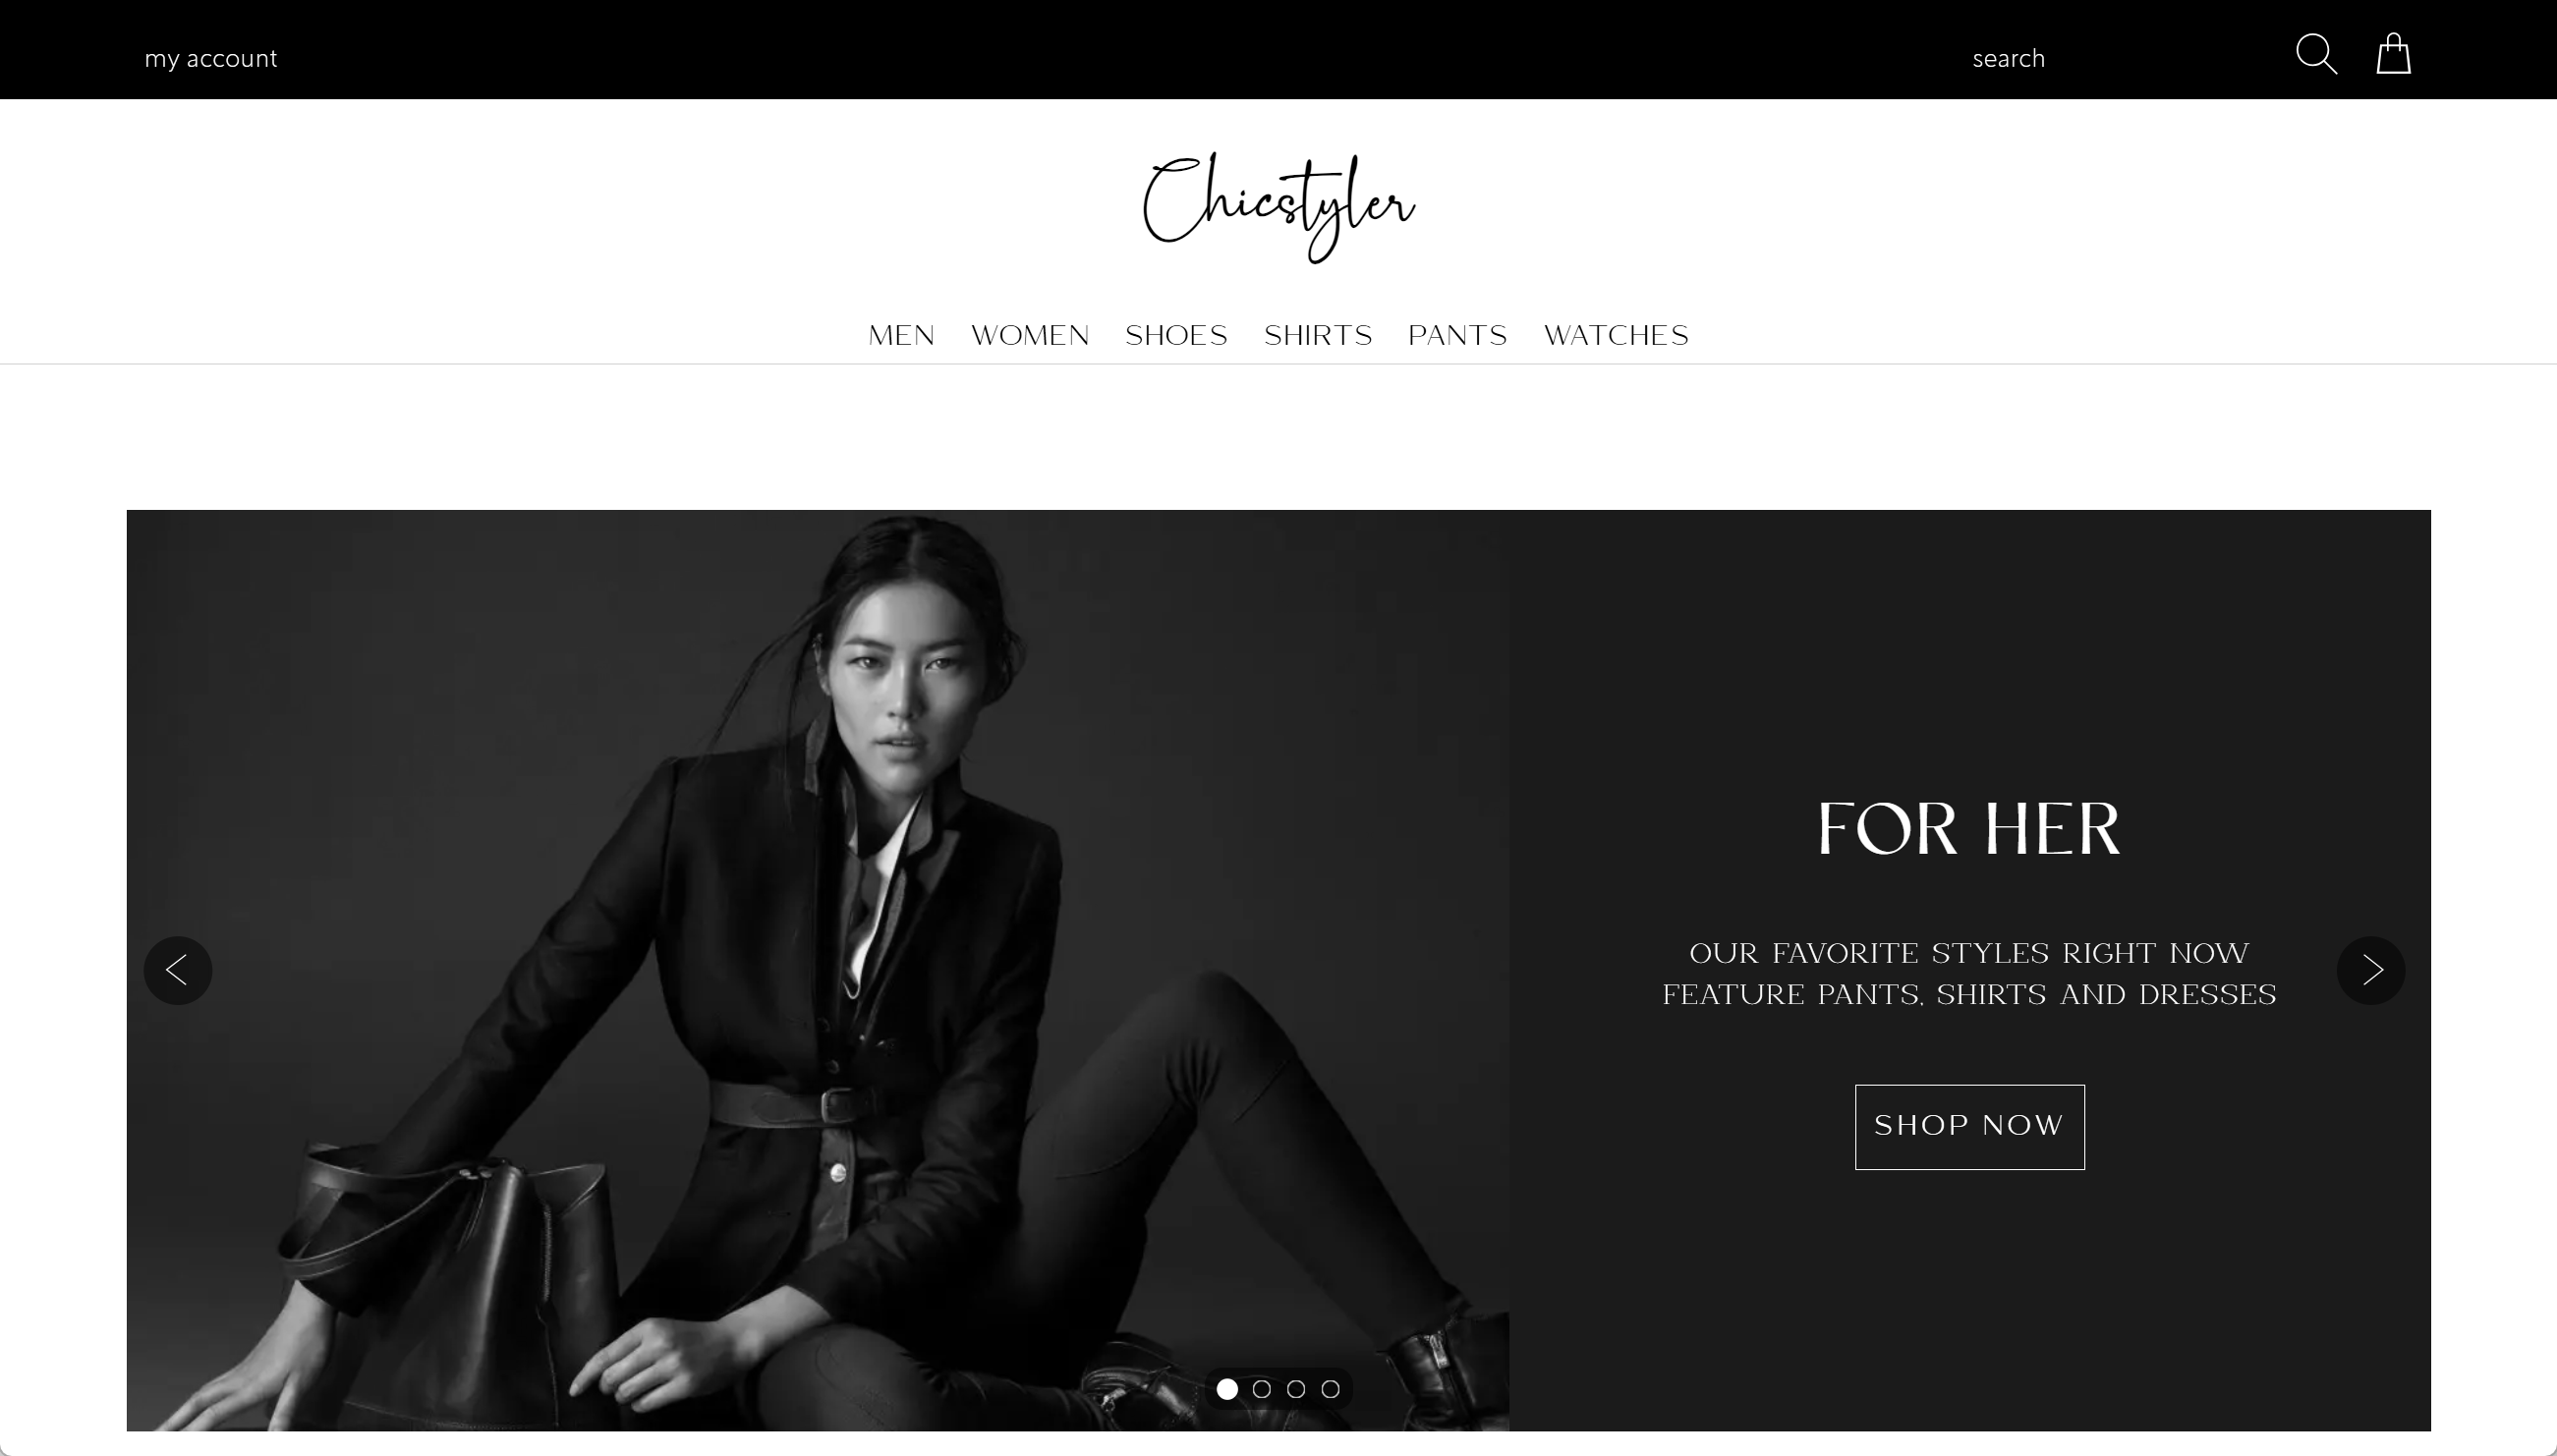 my account
search
Chicstyler
MEN WOMEN SHOES SHIRTS PANTS WATCHES
FOR HER
OUR FAVORITE STYLES RIGHT NOW
FEATURE PANTS, SHIRTS AND DRESSES
SHOP NOW